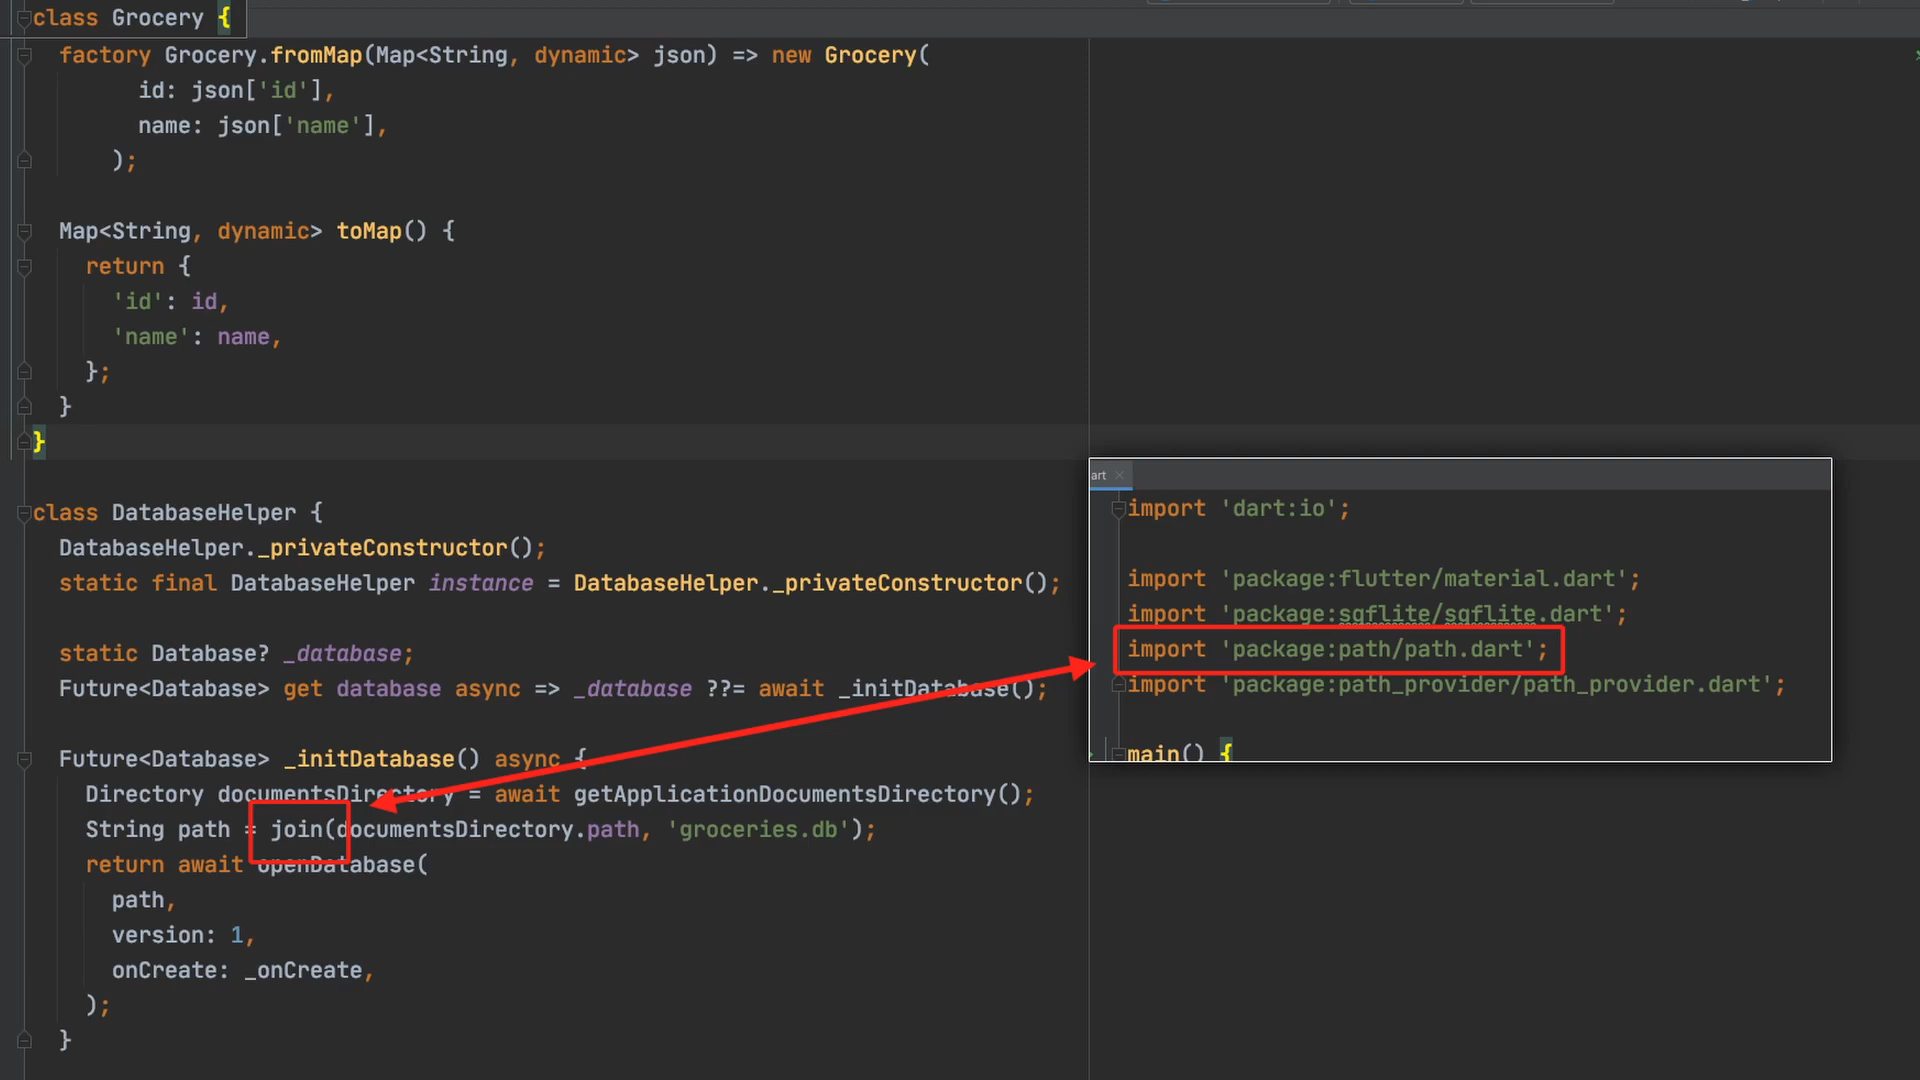 class Grocery {
factory Grocery.fromMap(Map<String, dynamic> json) => new Grocery(
id: json['id'],
name: json['name'],
);
Map<String, dynamic> toMap() {
return {
'id': id,
'name': name,
};
}
}
class DatabaseHelper {
DatabaseHelper._privateConstructor();
static final DatabaseHelper instance = DatabaseHelper._privateConstructor();
static Database? _database;
Future<Database> get database async => _database ??= await _initDatabase();
Future<Database> _initDatabase() async {
Directory documentsDirectory = await getApplicationDocumentsDirectory();
String path = join(documentsDirectory.path, 'groceries.db');
return await openDatabase(
path,
version: 1,
onCreate: _onCreate,
);
}
art
import 'dart:io';
import 'package:flutter/material.dart';
import 'package:sqflite/sqflite.dart';
import 'package:path/path.dart';
import 'package:path_provider/path_provider.dart';
main() {